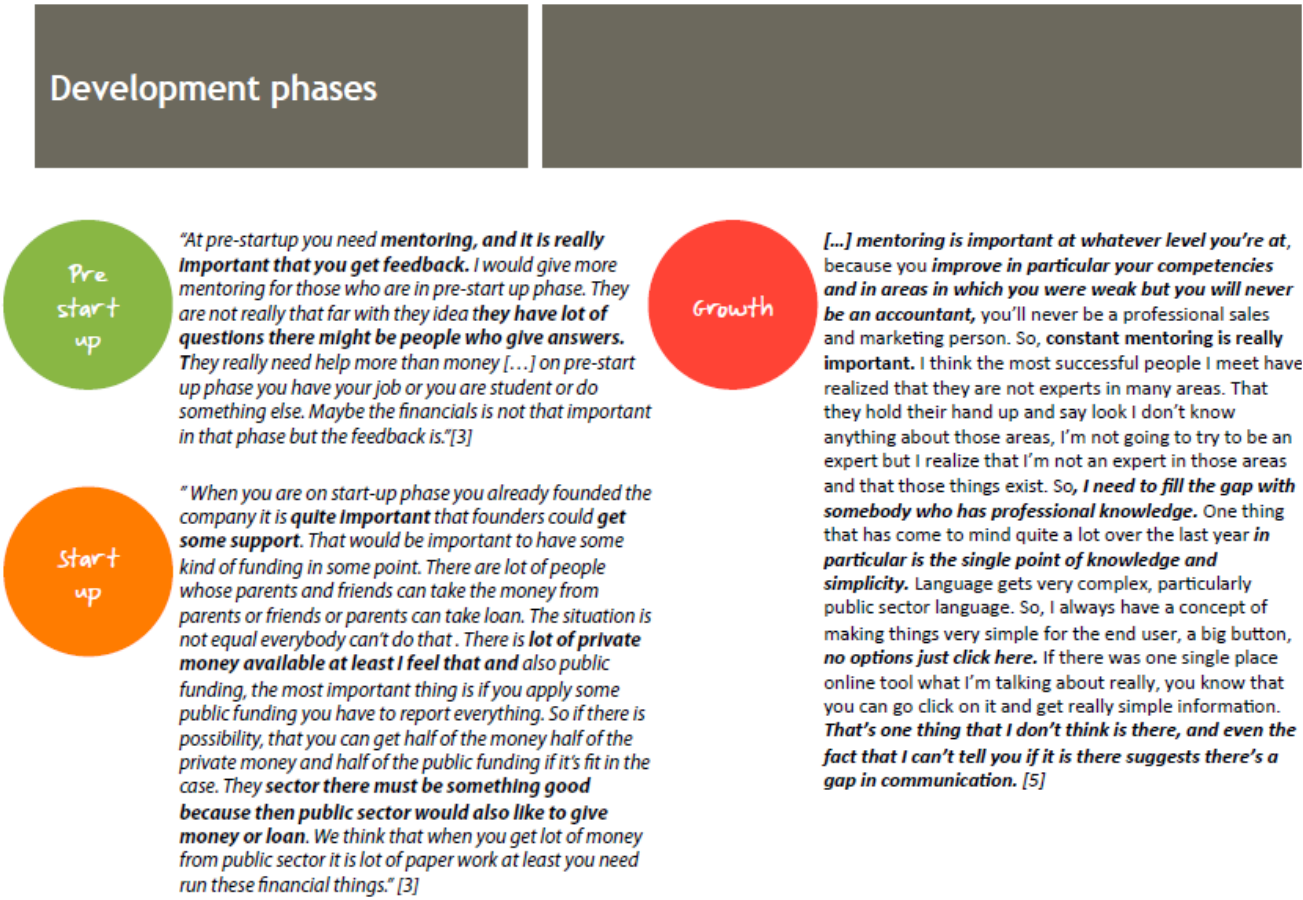 Development phases
Pre
start
up
"At pre-startup you need mentoring, and it is really
important that you get feedback. I would give more
mentoring for those who are in pre-start up phase. They
are not really that far with they idea they have lot of
questions there might be people who give answers.
They really need help more than money […] on pre-start
up phase you have your job or you are student or do
something else. Maybe the financials is not that important
in that phase but the feedback is."[3]
Start
up
" When you are on start-up phase you already founded the
company it is quite important that founders could get
some support. That would be important to have some
kind of funding in some point. There are lot of people
whose parents and friends can take the money from
parents or friends or parents can take loan. The situation is
not equal everybody can't do that . There is lot of private
money available at least I feel that and also public
funding, the most important thing is if you apply some
public funding you have to report everything. So if there is
possibility, that you can get half of the money half of the
private money and half of the public funding if it's fit in the
case. They sector there must be something good
because then public sector would also like to give
money or loan. We think that when you get lot of money
from public sector it is lot of paper work at least you need
run these financial things." [3]
Growth
[…] mentoring is important at whatever level you're at,
because you improve in particular your competencies
and in areas in which you were weak but you will never
be an accountant, you'll never be a professional sales
and marketing person. So, constant mentoring is really
important. I think the most successful people I meet have
realized that they are not experts in many areas. That
they hold their hand up and say look I don't know
anything about those areas, I'm not going to try to be an
expert but I realize that I'm not an expert in those areas
and that those things exist. So, I need to fill the gap with
somebody who has professional knowledge. One thing
that has come to mind quite a lot over the last year in
particular is the single point of knowledge and
simplicity. Language gets very complex, particularly
public sector language. So, I always have a concept of
making things very simple for the end user, a big button,
no options just click here. If there was one single place
online tool what I'm talking about really, you know that
you can go click on it and get really simple information.
That's one thing that I don't think is there, and even the
fact that I can't tell you if it is there suggests there's a
gap in communication. [5]